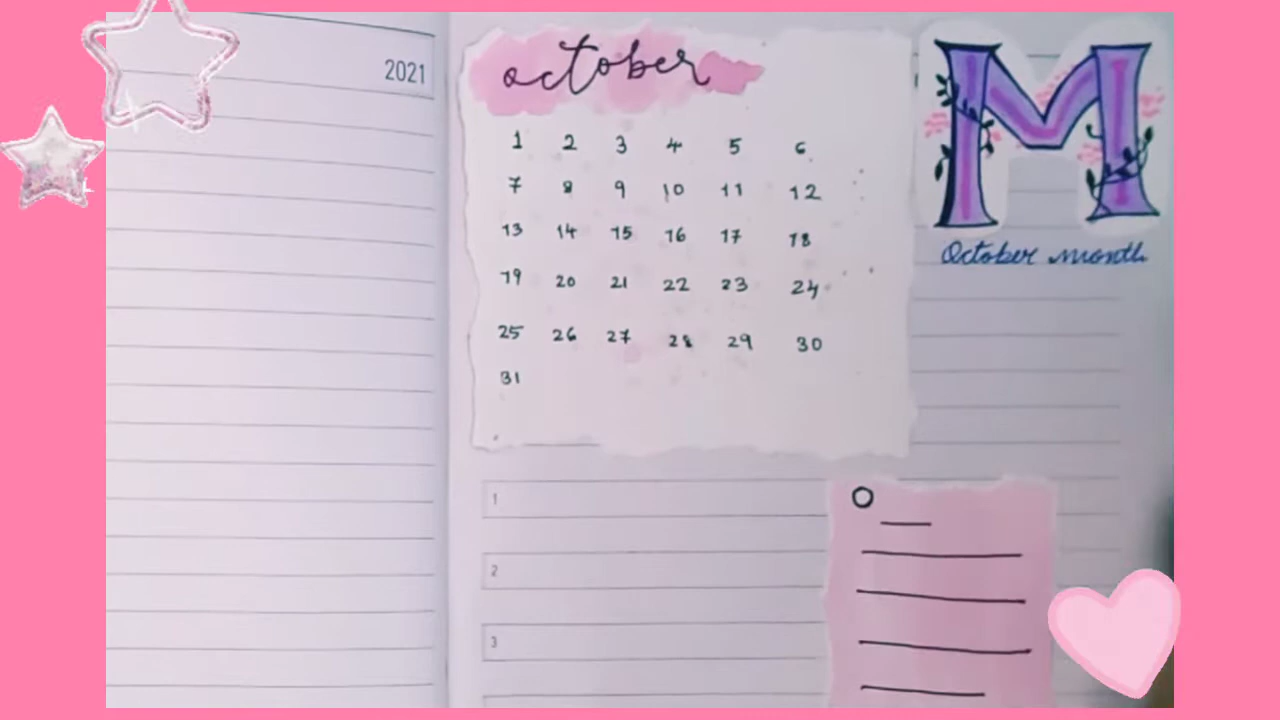 2021
october
1 2 3 4 5 6
7 8 9 10 11 12
13 14 15 16 17 18
19 20 21 22 23 24
25 26 27 28 29 30
31
M
October month
1
2
3